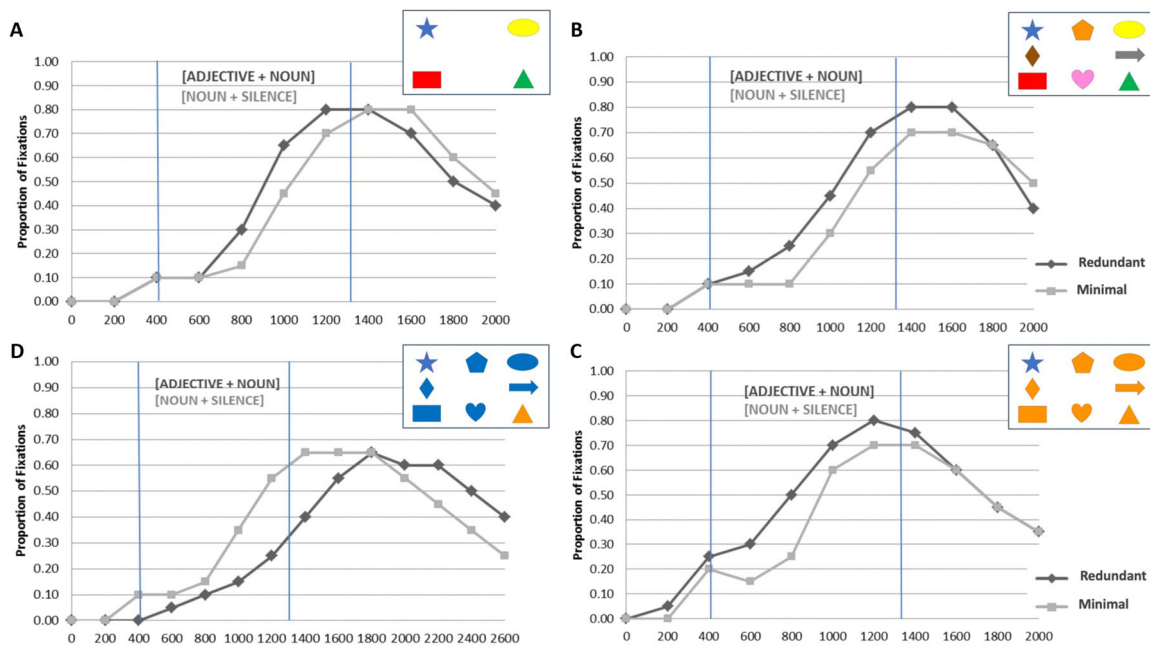 A
[ADJECTIVE + NOUN]
[NOUN + SILENCE]
Proportion of Fixations
1.00
0.90
0.80
0.70
0.60
0.50
0.40
0.30
0.20
0.10
0.00
0 200 400 600 800 1000 1200 1400 1600 1800 2000
B
[ADJECTIVE + NOUN]
[NOUN + SILENCE]
Proportion of Fixations
1.00
0.90
0.80
0.70
0.60
0.50
0.40
0.30
0.20
0.10
0.00
0 200 400 600 800 1000 1200 1400 1600 1800 2000
Redundant
Minimal
D
[ADJECTIVE + NOUN]
[NOUN + SILENCE]
Proportion of Fixations
1.00
0.90
0.80
0.70
0.60
0.50
0.40
0.30
0.20
0.10
0.00
0 200 400 600 800 1000 1200 1400 1600 1800 2000 2200 2400 2600
C
[ADJECTIVE + NOUN]
[NOUN + SILENCE]
Proportion of Fixations
1.00
0.90
0.80
0.70
0.60
0.50
0.40
0.30
0.20
0.10
0.00
0 200 400 600 800 1000 1200 1400 1600 1800 2000
Redundant
Minimal